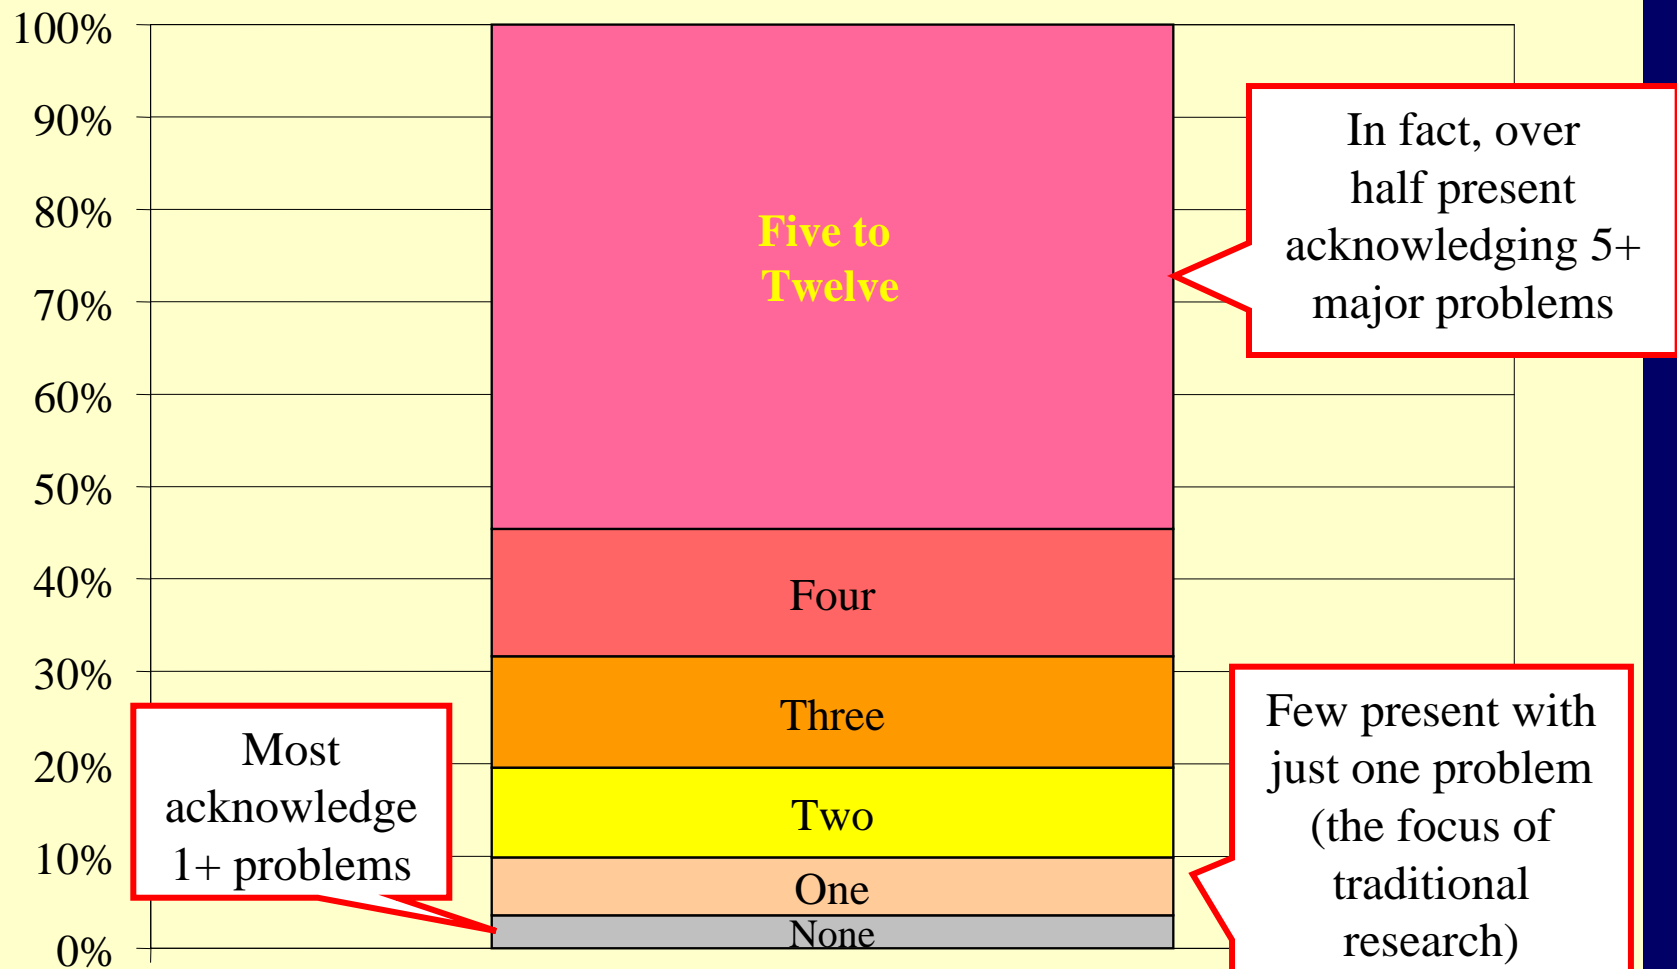 100%
90%
80%
70%
60%
50%
40%
30%
20%
10%
0%
Five to
Twelve
Four
Three
Two
One
None
In fact, over
half present
acknowledging 5+
major problems
Most
acknowledge
1+ problems
Few present with
just one problem
(the focus of
traditional
research)